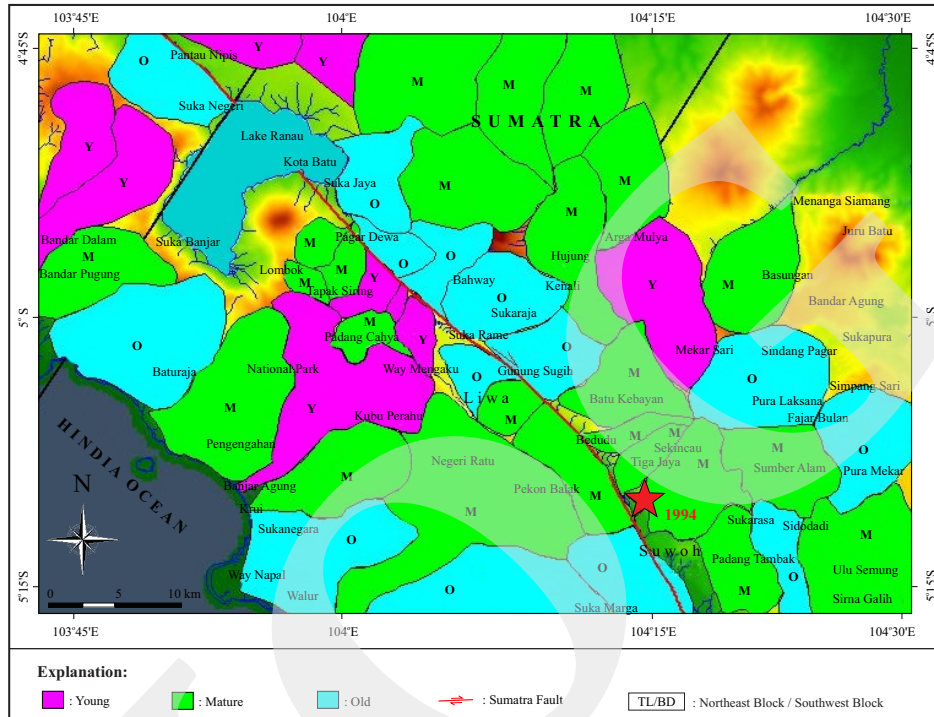 103°45'E 104°E 104°15'E 104°30'E
4°45'S 4°45'S
Pantau Nipis Y Y
O
M M M
Suka Negeri
SUMATRA
Lake Ranau
Y
Kota Batu
M
Suka Jaya
Y
O
Menanga Siamang
M
Suka Banjar
Pagar Dewa
Arga Mulya
Juru Batu
Bandar Dalam
M
M
Hujung
Bandar Pugung
Lombok
M
O
O
Basungan
Bahway
Kenali
M
Tapak Siring
Y
Y
M
O
Sukaraja
Bandar Agung
5°S 5°S
M
Padang Cahya
Suka Rame
Sukapura
O
Y
O
Mekar Sari
Sindang Pagar
Baturaja
National Park
Way Mengaku
Gunung Sugih
M
O
O
Simpang Sari
Liwa
Batu Kebayan
Pura Laksana
M
Y
Kubu Perahu
M
Fajar Bulan
Pengengahan
Bedudu
M
M
Sekincau
M
O
Negeri Ratu
Tiga Jaya
M
Sumber Alam
Pura Mekar
HINDIA OCEAN
N
Banjar Agung
M
Pekon Balak
M
Krui
M
1994
Sukarasa
Sidodadi
Sukanegara
O
M
Suwoh
Padang Tambak
Ulu Semung
Way Napal
O
O
M
O
Walur
Sirna Galih
5°15'S 5°15'S
0 5 10 km
Suka Marga
103°45'E 104°E 104°15'E 104°30'E
Explanation:
: Young : Mature : Old : Sumatra Fault TL/BD : Northeast Block / Southwest Block